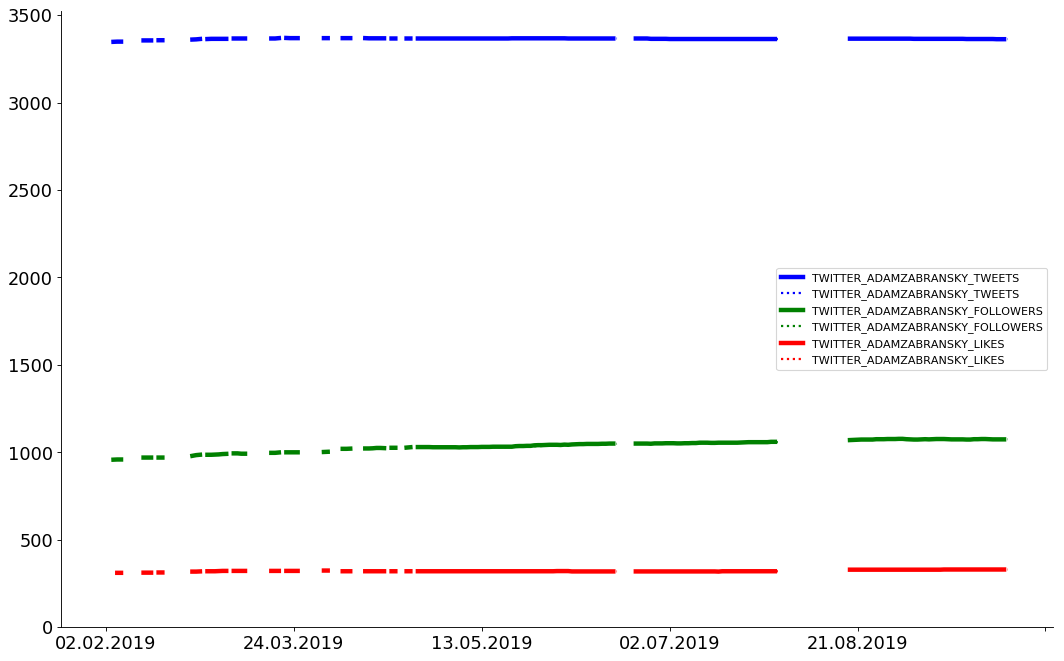 3500
3000
2500
2000
1500
1000
500
0
TWITTER_ADAMZABRANSKY_TWEETS
TWITTER_ADAMZABRANSKY_TWEETS
TWITTER_ADAMZABRANSKY_FOLLOWERS
TWITTER_ADAMZABRANSKY_FOLLOWERS
TWITTER_ADAMZABRANSKY_LIKES
TWITTER_ADAMZABRANSKY_LIKES
02.02.2019 24.03.2019 13.05.2019 02.07.2019 21.08.2019